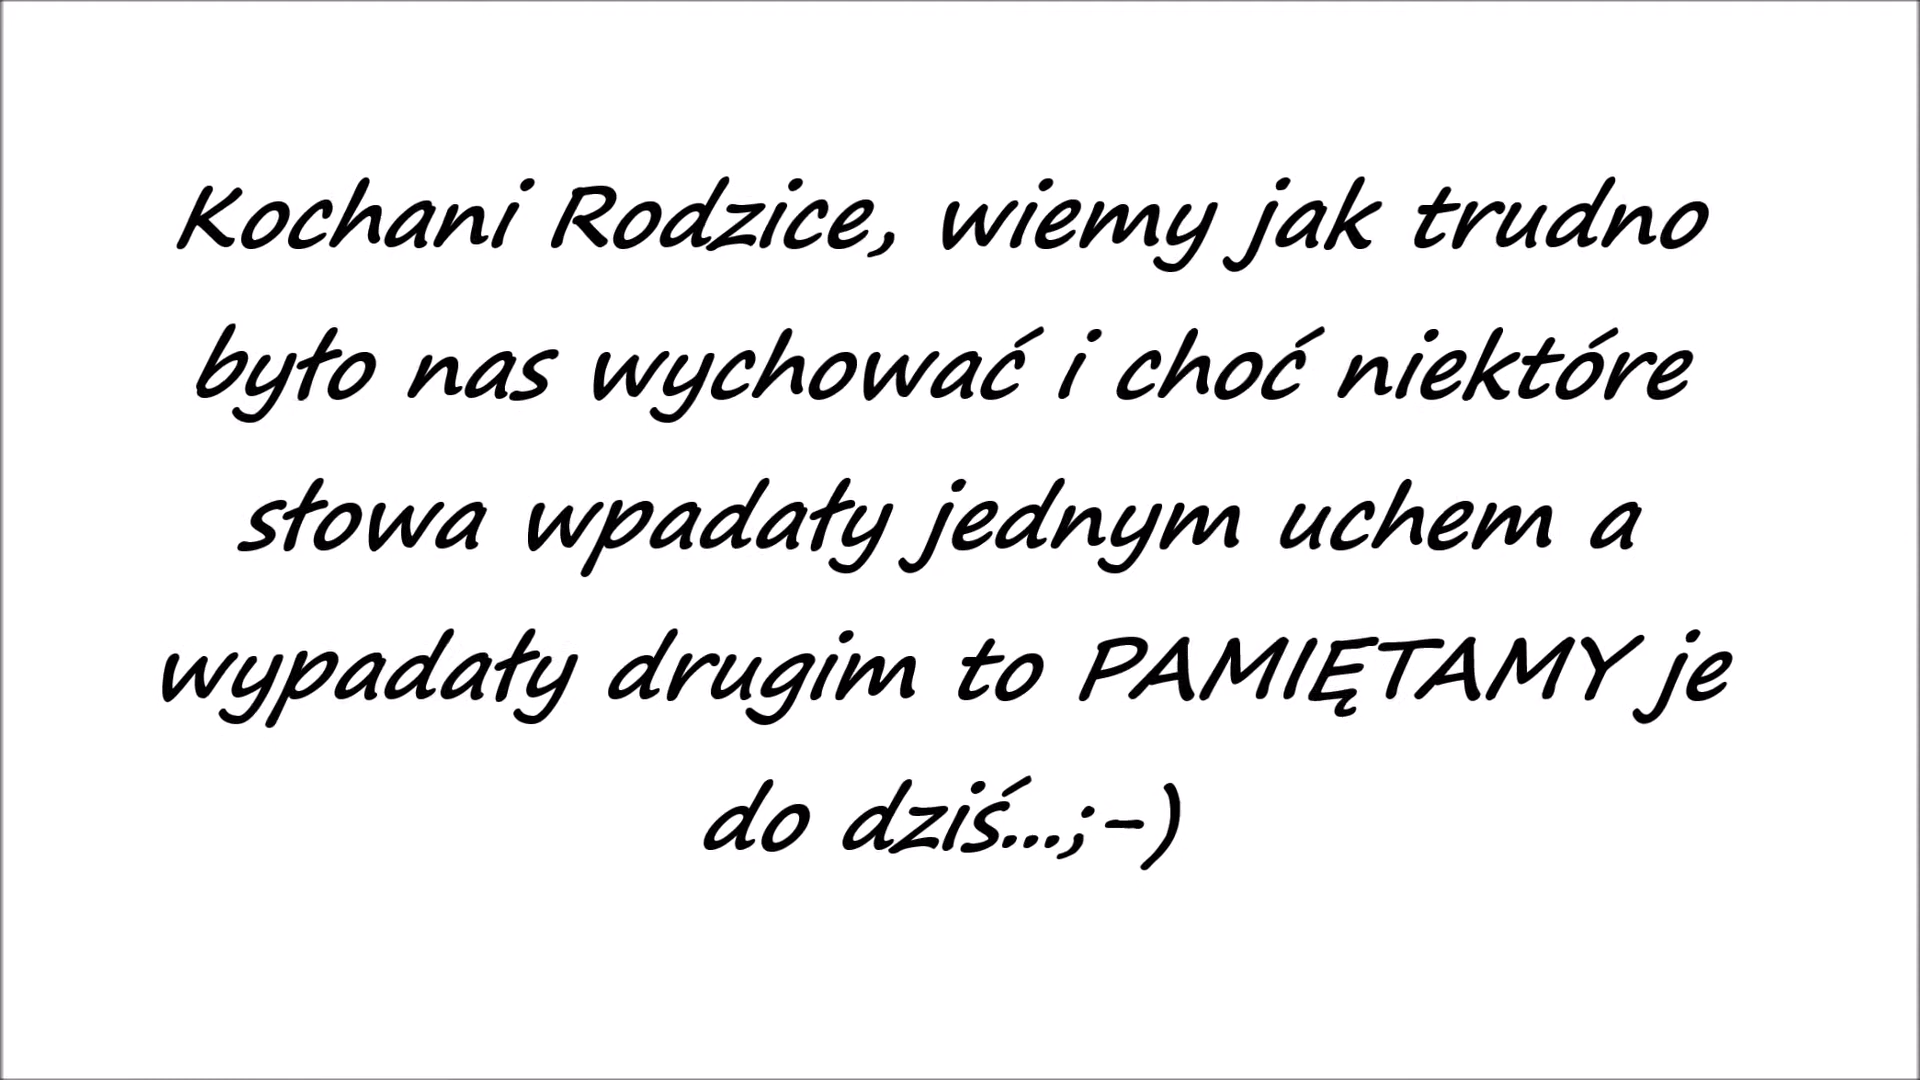 Kochani Rodzice, wiemy jak trudno
było nas wychować i choć niektóre
słowa wpadały jednym uchem a
wypadały drugim to PAMIĘTAMY je
do dziś...;-)